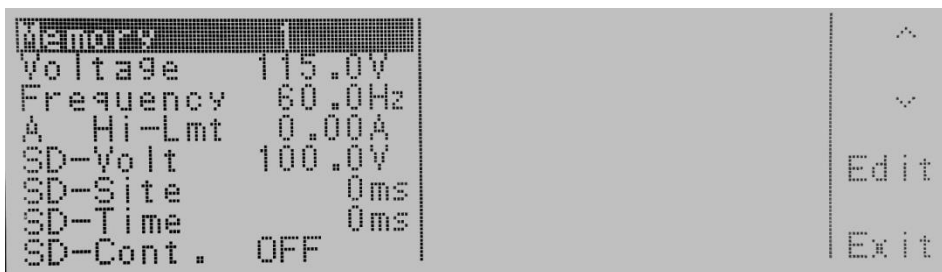 Memory 1
Voltage 115.0V
Frequency 60.0Hz
A Hi-Lmt 0.00A
SD-Volt 100.0V
SD-Site 0ms
SD-Time 0ms
SD-Cont. OFF
^
v
Edit
Exit